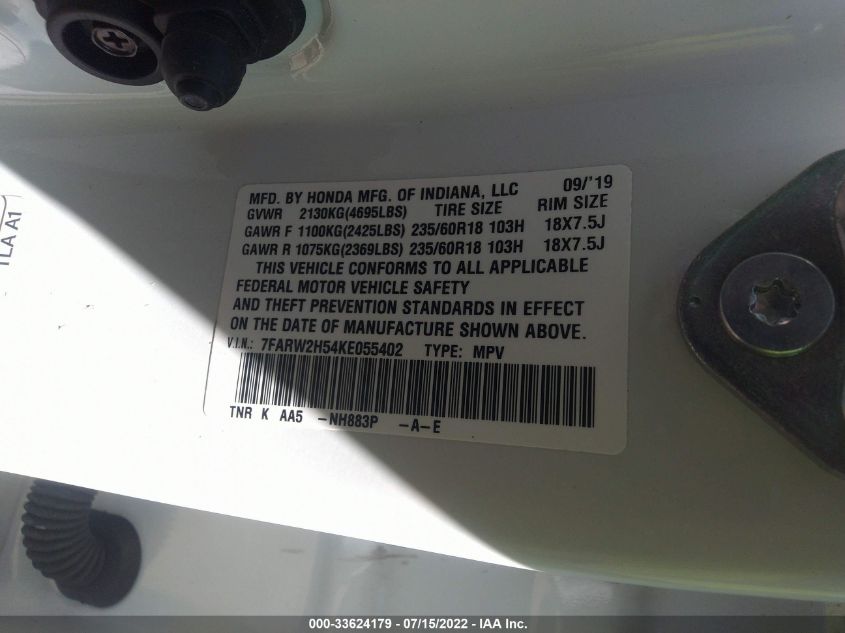 TLA A1
MFD. BY HONDA MFG. OF INDIANA, LLC 09/'19
GVWR 2130KG(4695LBS) TIRE SIZE RIM SIZE
GAWR F 1100KG(2425LBS) 235/60R18 103H 18X7.5J
GAWR R 1075KG(2369LBS) 235/60R18 103H 18X7.5J
THIS VEHICLE CONFORMS TO ALL APPLICABLE
FEDERAL MOTOR VEHICLE SAFETY
AND THEFT PREVENTION STANDARDS IN EFFECT
ON THE DATE OF MANUFACTURE SHOWN ABOVE.
V.I.N.: 7FARW2H54KE055402 TYPE: MPV
TNR K AA5 -NH883P -A-E
000-33624179 - 07/15/2022 - IAA Inc.